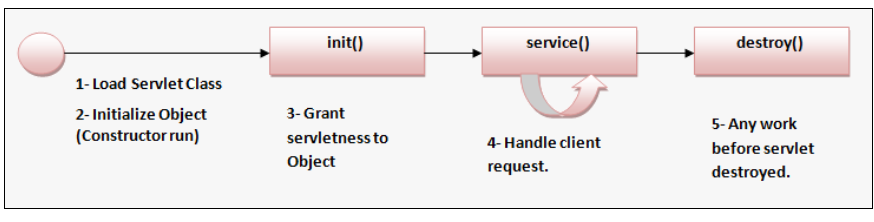 init()
service()
destroy()
1- Load Servlet Class
2- Initialize Object
(Constructor run)
3- Grant
servletness to
Object
4- Handle client
request.
5- Any work
before servlet
destroyed.